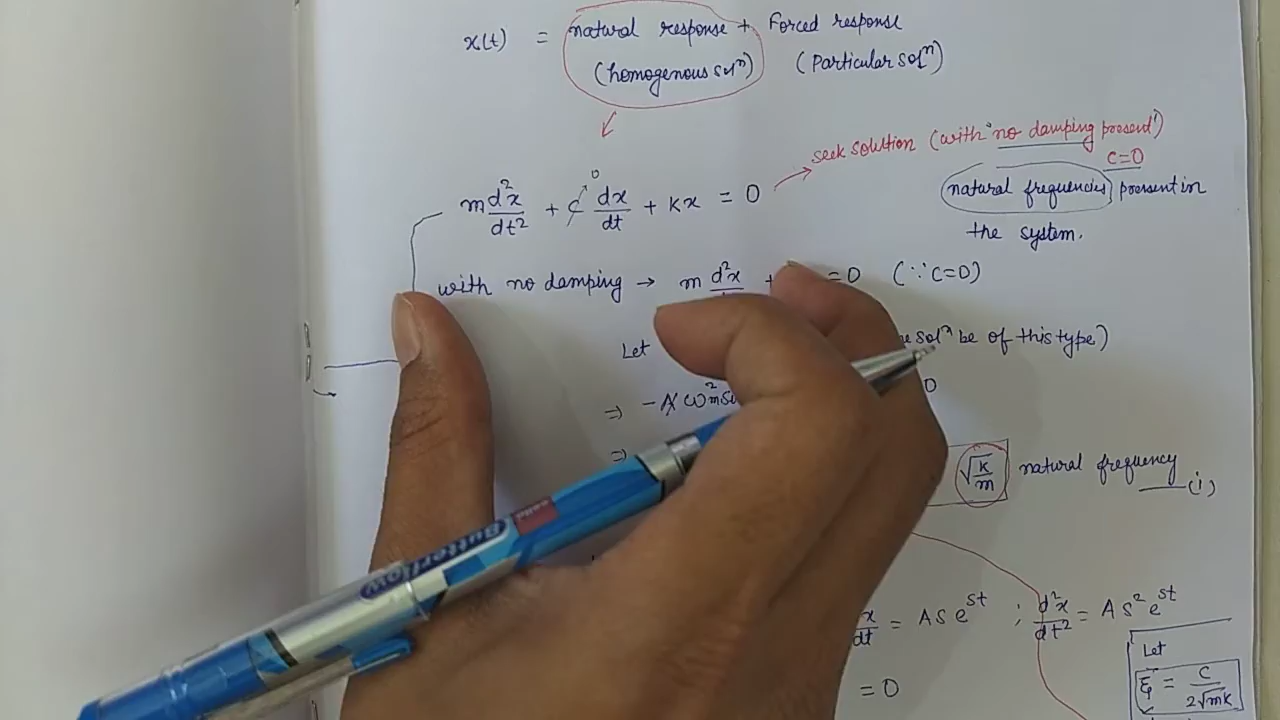 x(t) = natural response + Forced response
(homogenous solⁿ) (Particular solⁿ)
seek solution (with "no damping present")
c=0
natural frequencies present in
the system.
m d²x/dt² + c dx/dt + kx = 0
0
with no damping → m d²x = 0 (∵ c=0)
Let solⁿ be of this type)
⇒ -A ω² 0
⇒ √k/m natural frequency (i)
= A S e^st ; d²x/dt² = A s² e^st
Let
= 0
ξ = c/2√mk
Butterflow